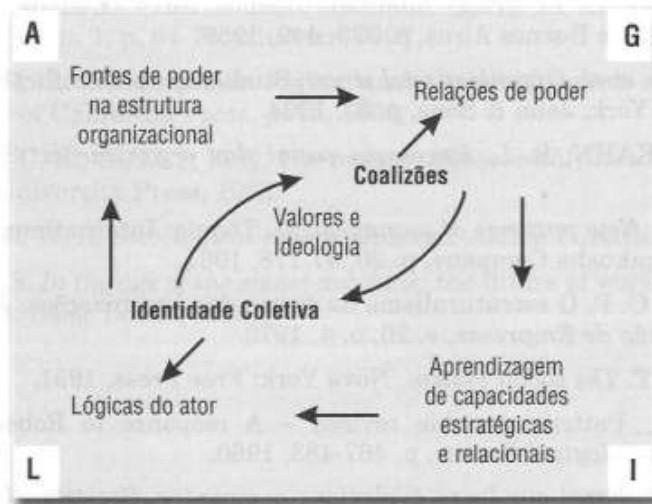 A
G
Fontes de poder
na estrutura
organizacional
Relações de poder
Coalizões
Valores e
Ideologia
Identidade Coletiva
Lógicas do ator
Aprendizagem
de capacidades
estratégicas
e relacionais
L
I